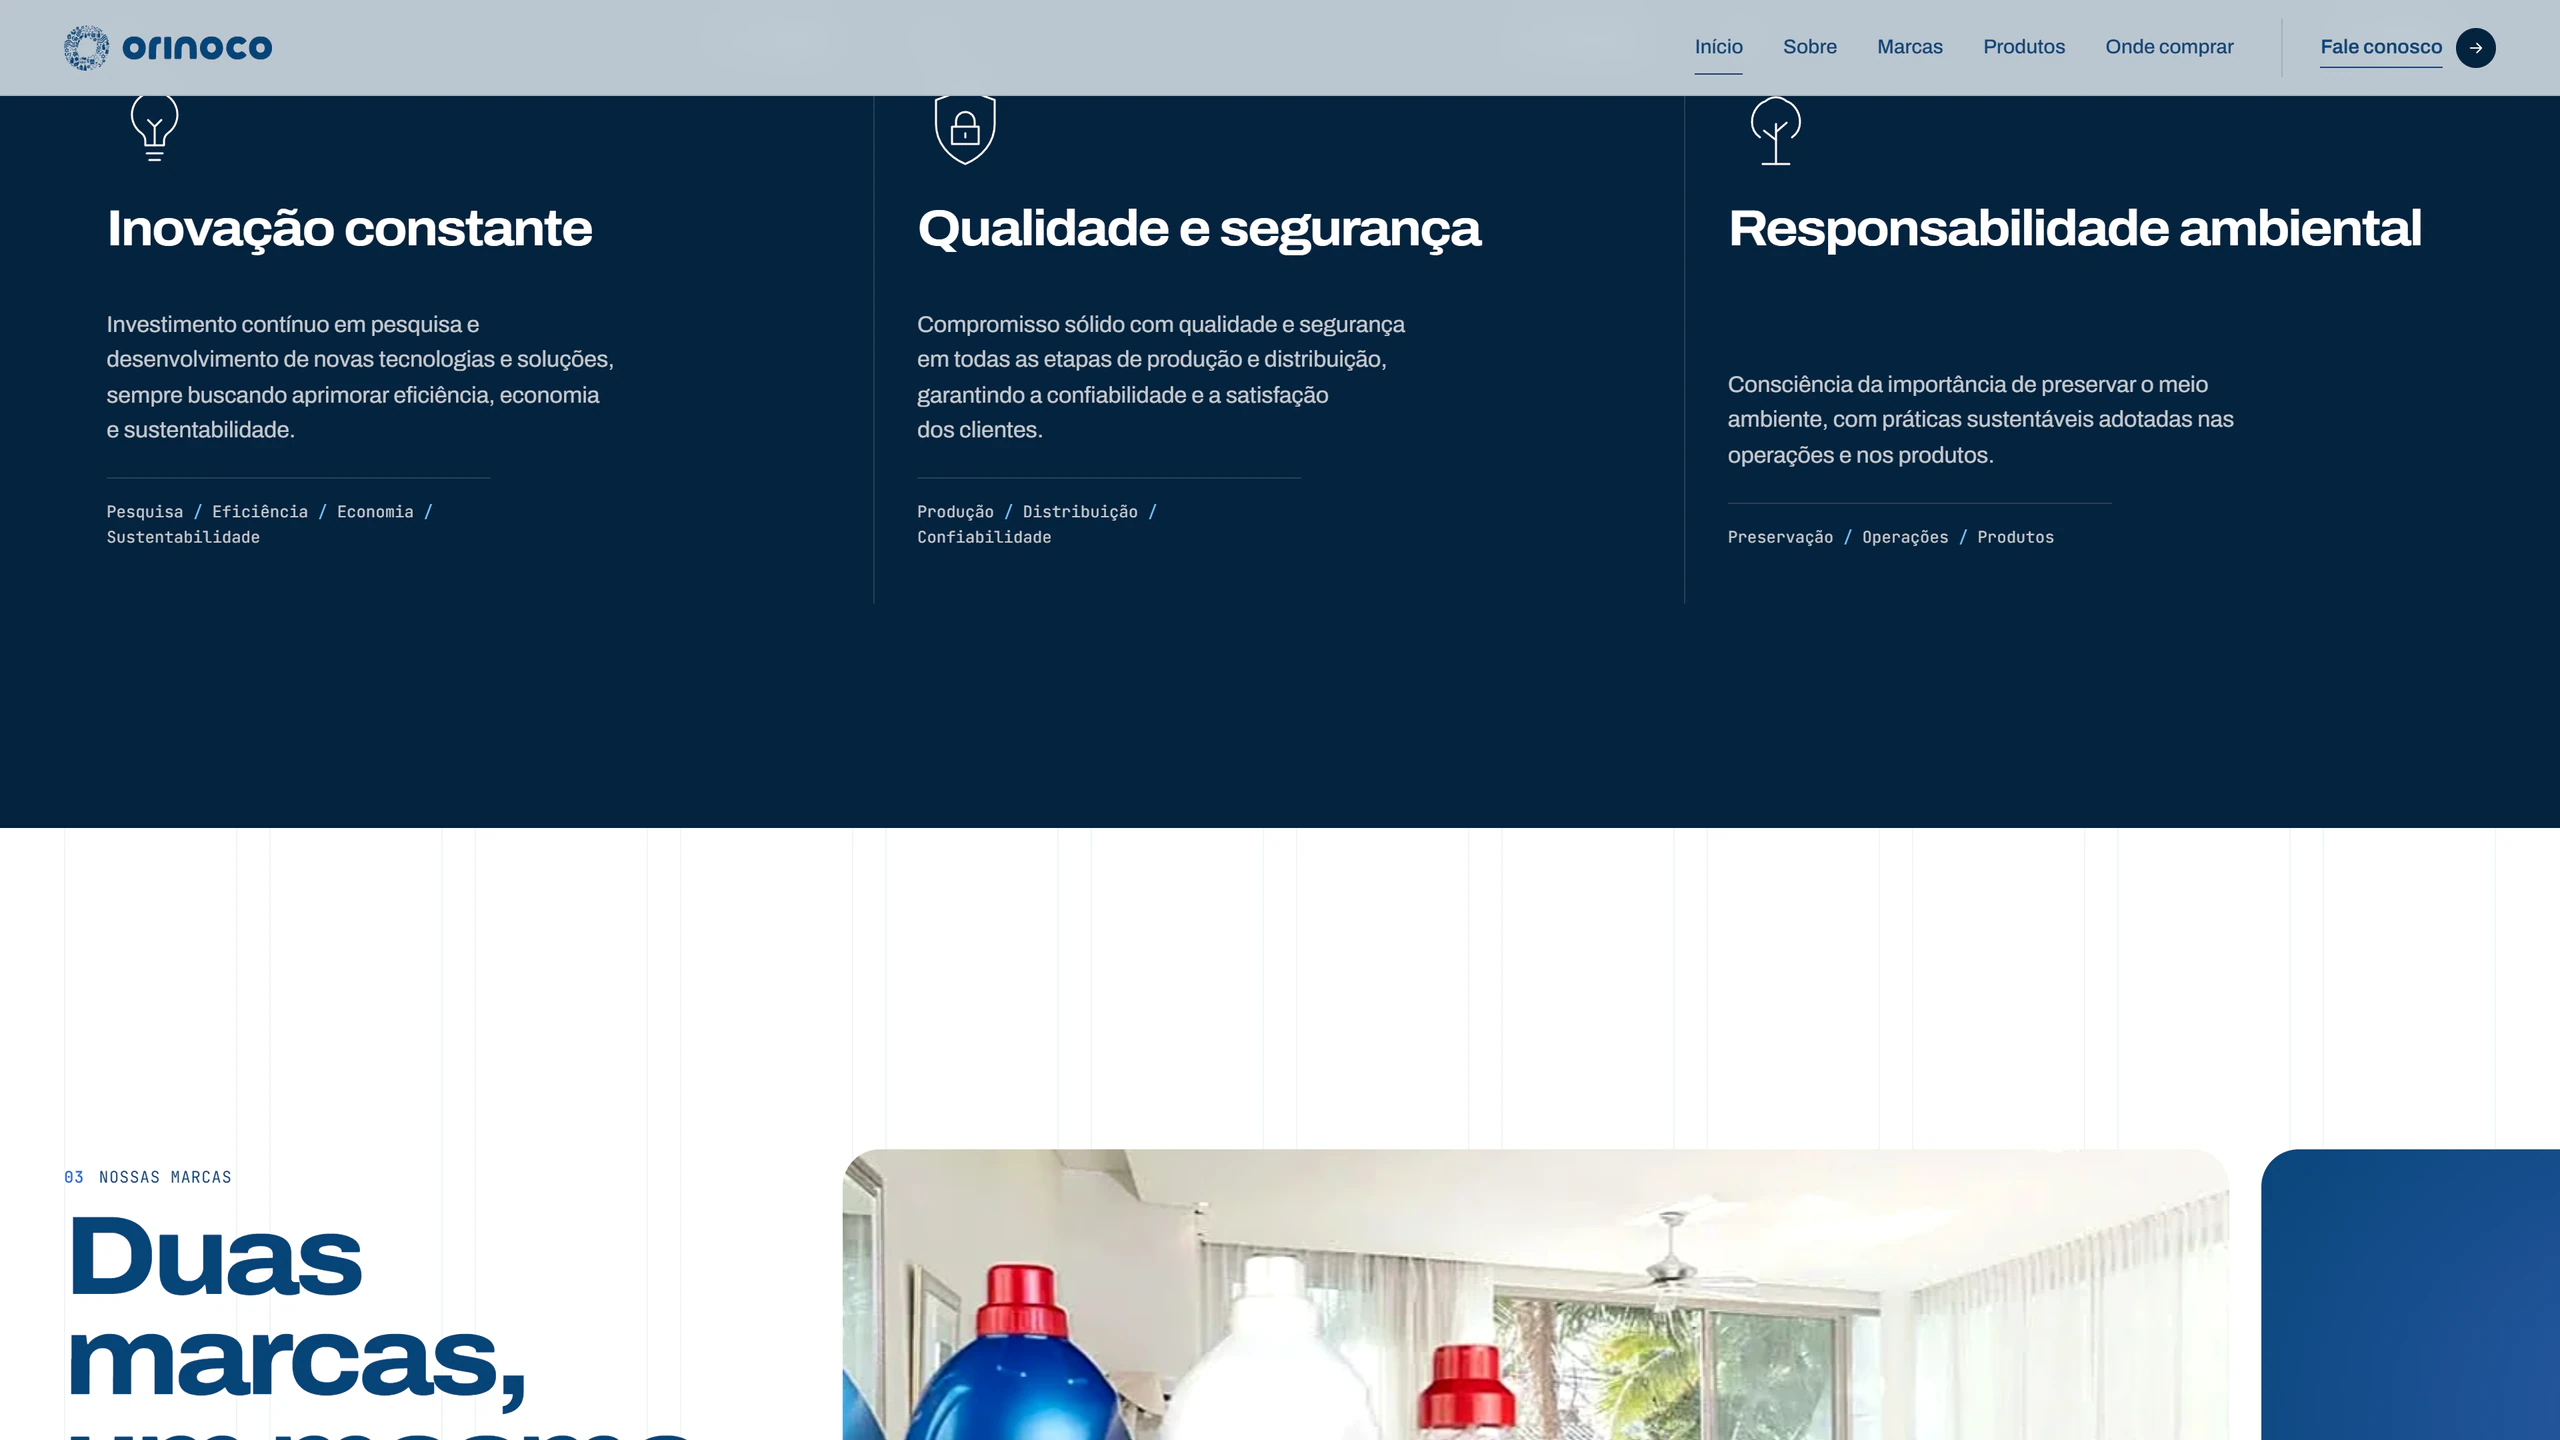 orinoco
Início
Sobre
Marcas
Produtos
Onde comprar
Fale conosco
Inovação constante
Investimento contínuo em pesquisa e
desenvolvimento de novas tecnologias e soluções,
sempre buscando aprimorar eficiência, economia
e sustentabilidade.
Pesquisa / Eficiência / Economia /
Sustentabilidade
Qualidade e segurança
Compromisso sólido com qualidade e segurança
em todas as etapas de produção e distribuição,
garantindo a confiabilidade e a satisfação
dos clientes.
Produção / Distribuição /
Confiabilidade
Responsabilidade ambiental
Consciência da importância de preservar o meio
ambiente, com práticas sustentáveis adotadas nas
operações e nos produtos.
Preservação / Operações / Produtos
03 NOSSAS MARCAS
Duas
marcas,